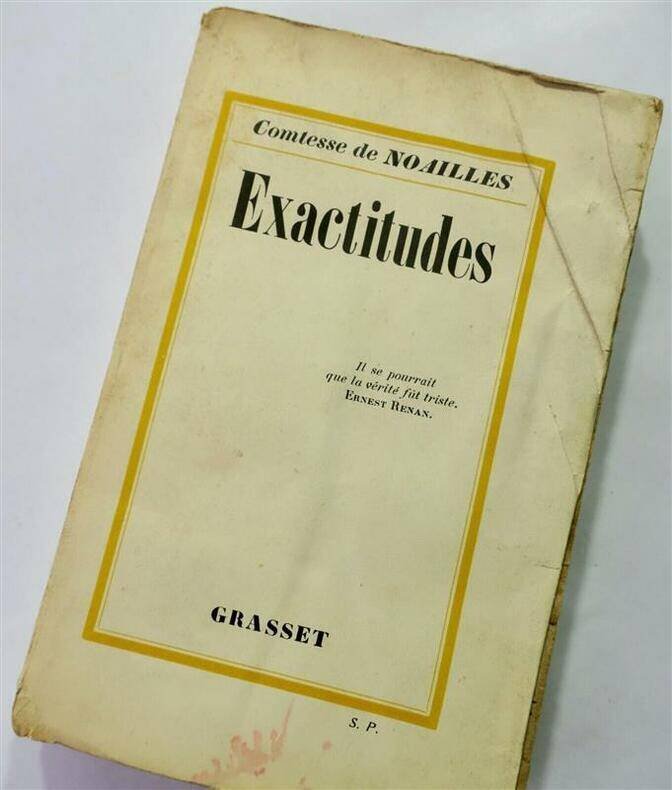 Comtesse de NOAILLES
Exactitudes
Il se pourrait
que la vérité fût triste.
ERNEST RENAN.
GRASSET
S. P.